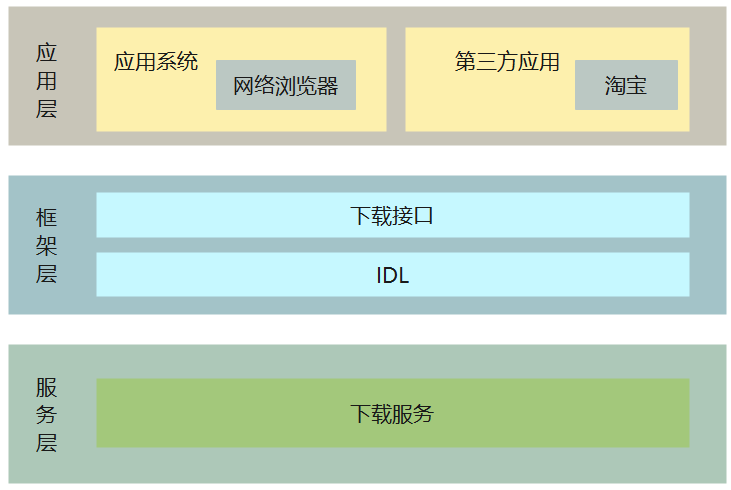 应用层
应用系统
网络浏览器
第三方应用
淘宝
框架层
下载接口
IDL
服务层
下载服务